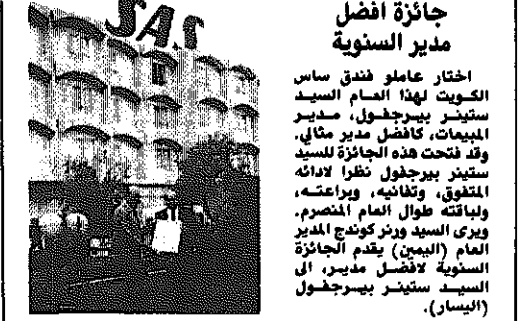 جائزة افضل
مدير السنوية
اختار عاملو فندق ساس
الكويت لهذا العام السيد
ستينر بيرجفول، مدير
المبيعات، كافضل مدير مثالي.
وقد فتحت هذه الجائزة للسيد
ستينر بيرجفول نظرا لادائه
المتفوق، وتفانيه، وبراعته،
ولباقته طوال العام المنصرم.
ويرى السيد ورنر كوندج المدير
العام (اليمين) يقدم الجائزة
السنوية لافضل مدير، الى
السيد ستينر بيرجفول
(اليسار).
SAS